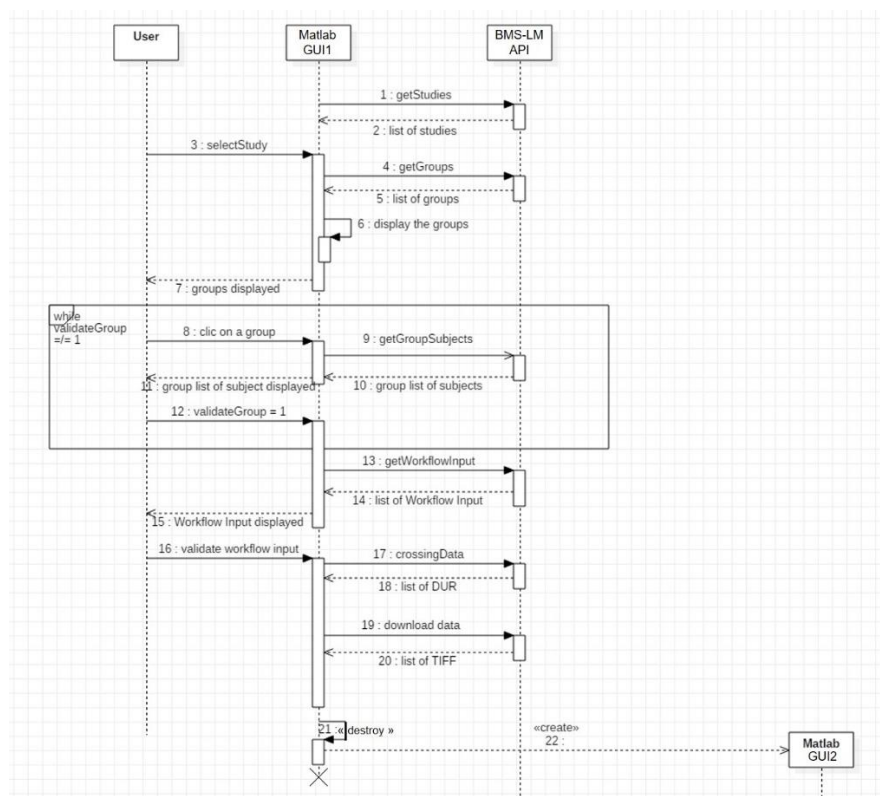 User
Matlab
GUI1
BMS-LM
API
1 : getStudies
2 : list of studies
3 : selectStudy
4 : getGroups
5 : list of groups
6 : display the groups
7 : groups displayed
while
validateGroup
=/= 1
8 : clic on a group
9 : getGroupSubjects
10 : group list of subjects
11 : group list of subject displayed
12 : validateGroup = 1
13 : getWorkflowInput
14 : list of Workflow Input
15 : Workflow Input displayed
16 : validate workflow input
17 : crossingData
18 : list of DUR
19 : download data
20 : list of TIFF
21 :« destroy »
«create»
22 :
Matlab
GUI2